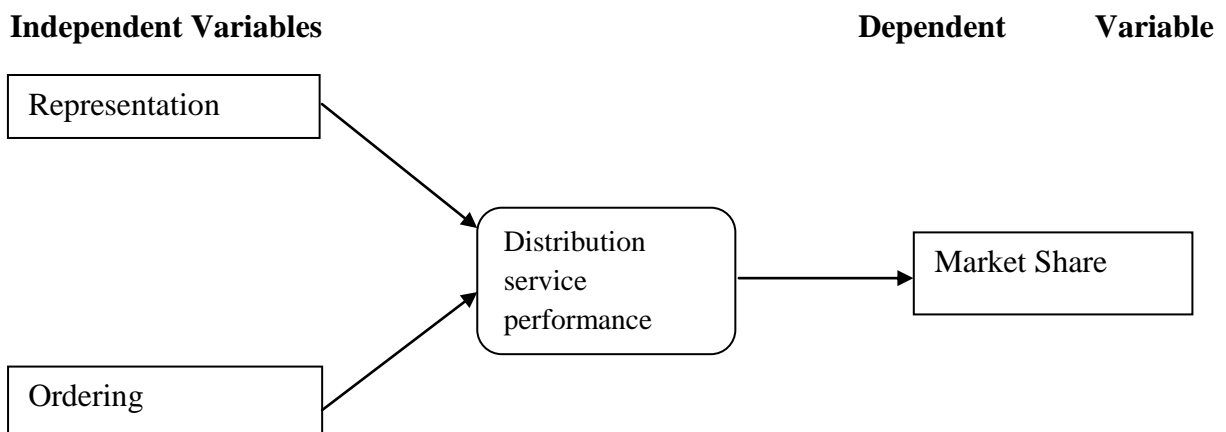 Independent Variables Dependent Variable
Representation
Distribution
service
performance
Market Share
Ordering